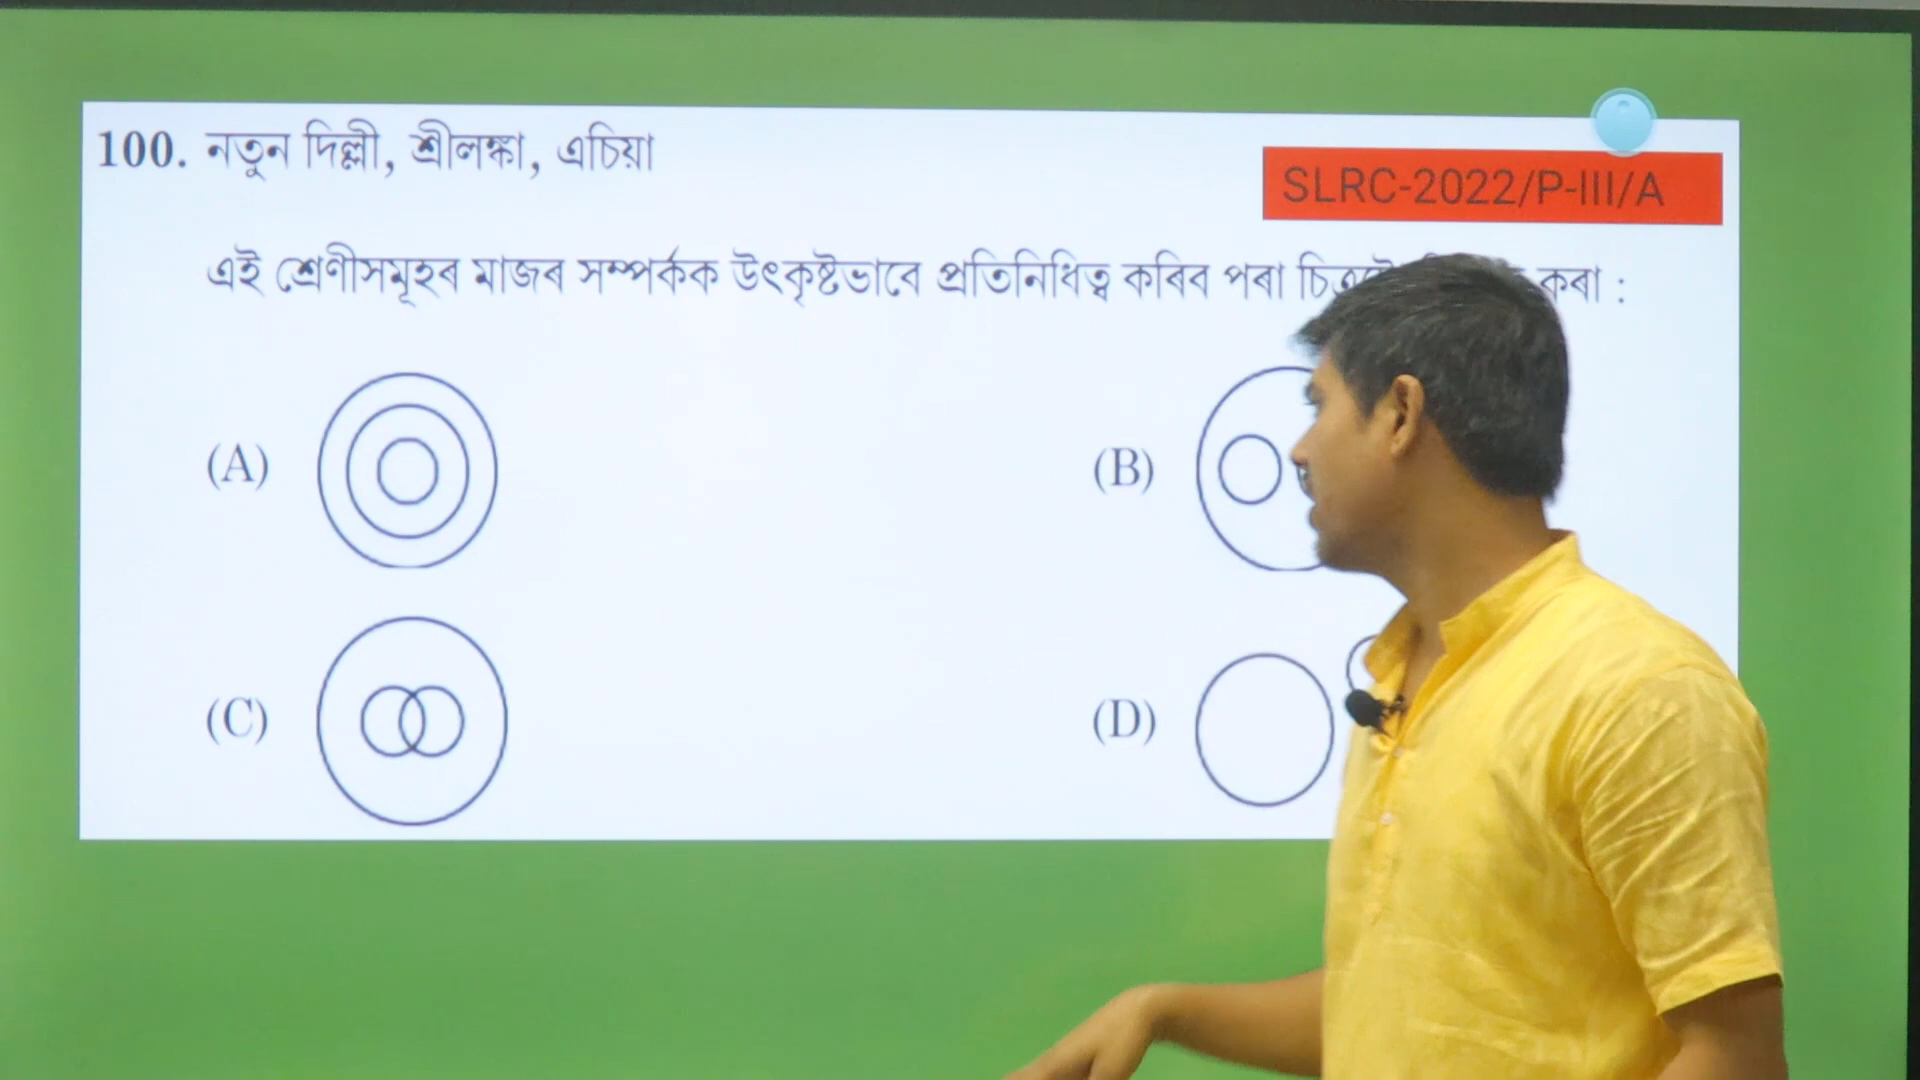 100. নতুন দিল্লী, শ্ৰীলঙ্কা, এচিয়া
SLRC-2022/P-III/A
এই শ্ৰেণীসমূহৰ মাজৰ সম্পৰ্কক উৎকৃষ্টভাৱে প্ৰতিনিধিত্ব কৰিব পৰা কৰা :
(A)
(B)
(C)
(D)